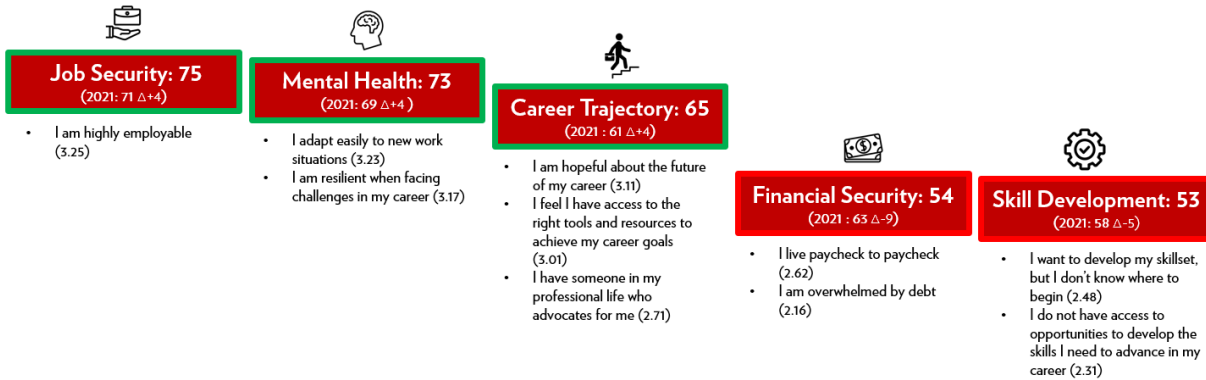 Job Security: 75
(2021: 71 Δ+4)
• I am highly employable
(3.25)
Mental Health: 73
(2021: 69 Δ+4 )
• I adapt easily to new work
situations (3.23)
• I am resilient when facing
challenges in my career (3.17)
Career Trajectory: 65
(2021 : 61 Δ+4)
• I am hopeful about the future
of my career (3.11)
• I feel I have access to the
right tools and resources to
achieve my career goals
(3.01)
• I have someone in my
professional life who
advocates for me (2.71)
Financial Security: 54
(2021 : 63 Δ-9)
• I live paycheck to paycheck
(2.62)
• I am overwhelmed by debt
(2.16)
Skill Development: 53
(2021: 58 Δ-5)
• I want to develop my skillset,
but I don't know where to
begin (2.48)
• I do not have access to
opportunities to develop the
skills I need to advance in my
career (2.31)